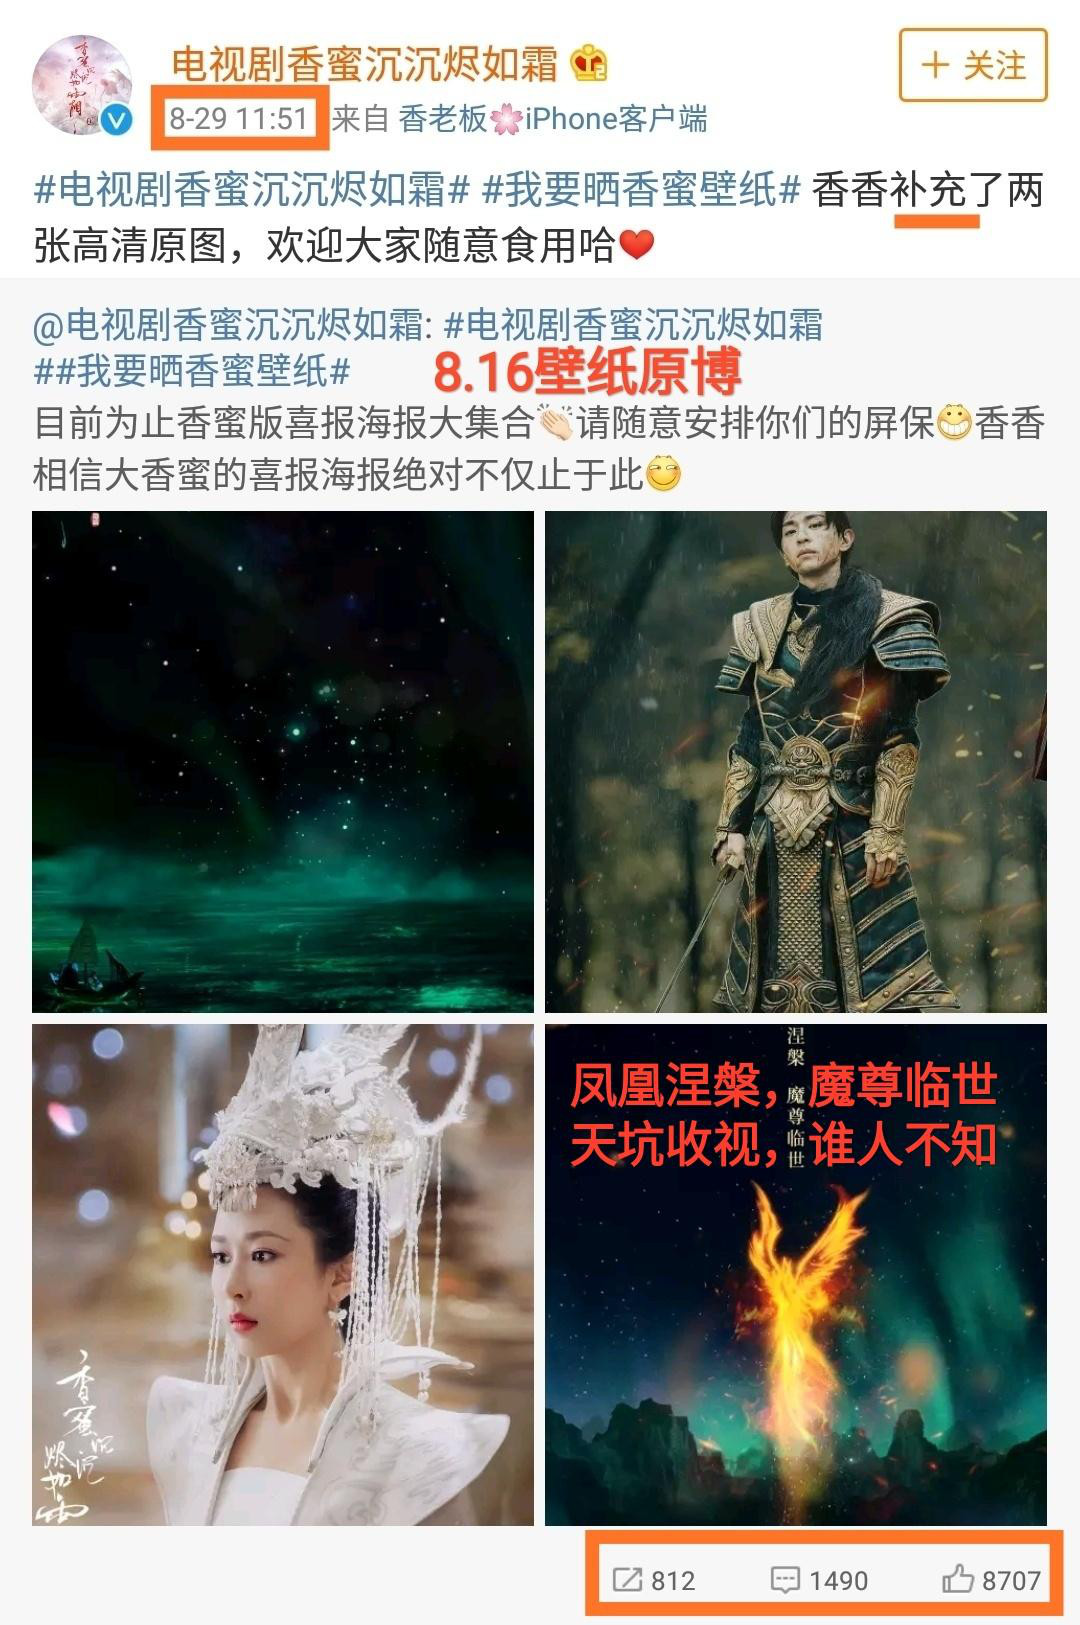 电视剧香蜜沉沉烬如霜
+ 关注
8-29 11:51 来自 香老板🌸iPhone客户端
#电视剧香蜜沉沉烬如霜# #我要晒香蜜壁纸# 香香补充了两
张高清原图，欢迎大家随意食用哈❤
@电视剧香蜜沉沉烬如霜: #电视剧香蜜沉沉烬如霜
##我要晒香蜜壁纸#
8.16壁纸原博
目前为止香蜜版喜报海报大集合👏请随意安排你们的屏保😁香香
相信大香蜜的喜报海报绝对不仅止于此😏
涅槃 魔尊临世
凤凰涅槃，魔尊临世
天坑收视，谁人不知
香蜜沉沉
烬如霜
812 1490 8707